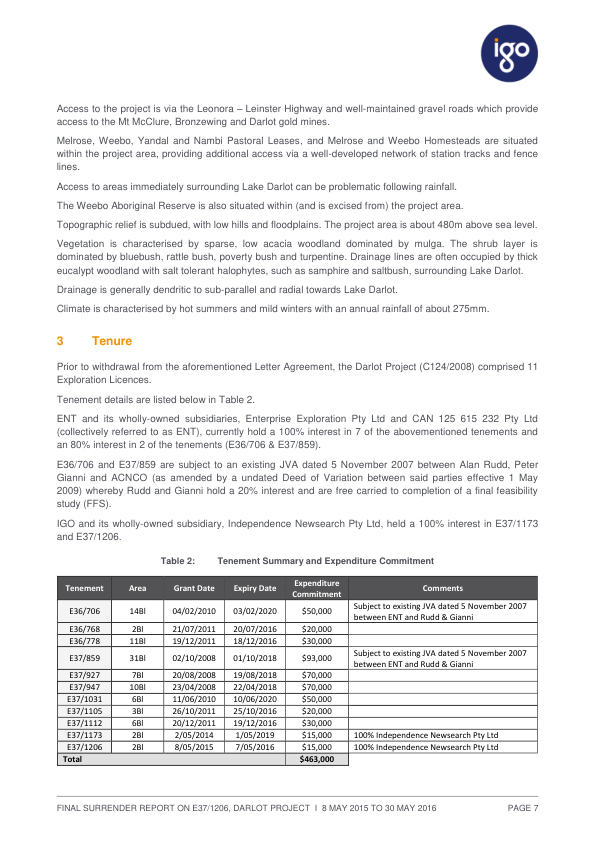 igo
Access to the project is via the Leonora – Leinster Highway and well-maintained gravel roads which provide
access to the Mt McClure, Bronzewing and Darlot gold mines.
Melrose, Weebo, Yandal and Nambi Pastoral Leases, and Melrose and Weebo Homesteads are situated
within the project area, providing additional access via a well-developed network of station tracks and fence
lines.
Access to areas immediately surrounding Lake Darlot can be problematic following rainfall.
The Weebo Aboriginal Reserve is also situated within (and is excised from) the project area.
Topographic relief is subdued, with low hills and floodplains. The project area is about 480m above sea level.
Vegetation is characterised by sparse, low acacia woodland dominated by mulga. The shrub layer is
dominated by bluebush, rattle bush, poverty bush and turpentine. Drainage lines are often occupied by thick
eucalypt woodland with salt tolerant halophytes, such as samphire and saltbush, surrounding Lake Darlot.
Drainage is generally dendritic to sub-parallel and radial towards Lake Darlot.
Climate is characterised by hot summers and mild winters with an annual rainfall of about 275mm.
3 Tenure
Prior to withdrawal from the aforementioned Letter Agreement, the Darlot Project (C124/2008) comprised 11
Exploration Licences.
Tenement details are listed below in Table 2.
ENT and its wholly-owned subsidiaries, Enterprise Exploration Pty Ltd and CAN 125 615 232 Pty Ltd
(collectively referred to as ENT), currently hold a 100% interest in 7 of the abovementioned tenements and
an 80% interest in 2 of the tenements (E36/706 & E37/859).
E36/706 and E37/859 are subject to an existing JVA dated 5 November 2007 between Alan Rudd, Peter
Gianni and ACNCO (as amended by a undated Deed of Variation between said parties effective 1 May
2009) whereby Rudd and Gianni hold a 20% interest and are free carried to completion of a final feasibility
study (FFS).
IGO and its wholly-owned subsidiary, Independence Newsearch Pty Ltd, held a 100% interest in E37/1173
and E37/1206.
Table 2: Tenement Summary and Expenditure Commitment
Tenement Area Grant Date Expiry Date Expenditure Commitment Comments
E36/706 14Bl 04/02/2010 03/02/2020 $50,000 Subject to existing JVA dated 5 November 2007 between ENT and Rudd & Gianni
E36/768 2Bl 21/07/2011 20/07/2016 $20,000
E36/778 11Bl 19/12/2011 18/12/2016 $30,000
E37/859 31Bl 02/10/2008 01/10/2018 $93,000 Subject to existing JVA dated 5 November 2007 between ENT and Rudd & Gianni
E37/927 7Bl 20/08/2008 19/08/2018 $70,000
E37/947 10Bl 23/04/2008 22/04/2018 $70,000
E37/1031 6Bl 11/06/2010 10/06/2020 $50,000
E37/1105 3Bl 26/10/2011 25/10/2016 $20,000
E37/1112 6Bl 20/12/2011 19/12/2016 $30,000
E37/1173 2Bl 2/05/2014 1/05/2019 $15,000 100% Independence Newsearch Pty Ltd
E37/1206 2Bl 8/05/2015 7/05/2016 $15,000 100% Independence Newsearch Pty Ltd
Total $463,000
FINAL SURRENDER REPORT ON E37/1206, DARLOT PROJECT I 8 MAY 2015 TO 30 MAY 2016 PAGE 7